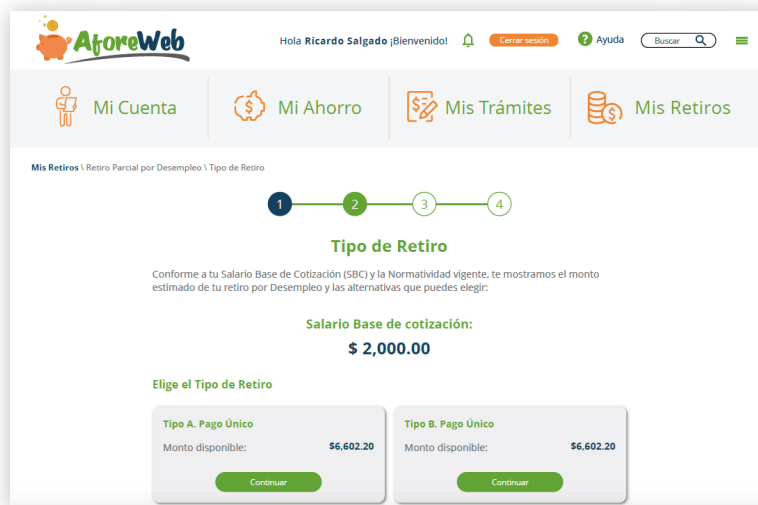 AforeWeb
Hola Ricardo Salgado ¡Bienvenido!
Cerrar sesión
? Ayuda
Buscar
Mi Cuenta
Mi Ahorro
Mis Trámites
Mis Retiros
Mis Retiros \ Retiro Parcial por Desempleo \ Tipo de Retiro
1 2 3 4
Tipo de Retiro
Conforme a tu Salario Base de Cotización (SBC) y la Normatividad vigente, te mostramos el monto
estimado de tu retiro por Desempleo y las alternativas que puedes elegir:
Salario Base de cotización:
$ 2,000.00
Elige el Tipo de Retiro
Tipo A. Pago Único
Monto disponible: $6,602.20
Continuar
Tipo B. Pago Único
Monto disponible: $6,602.20
Continuar